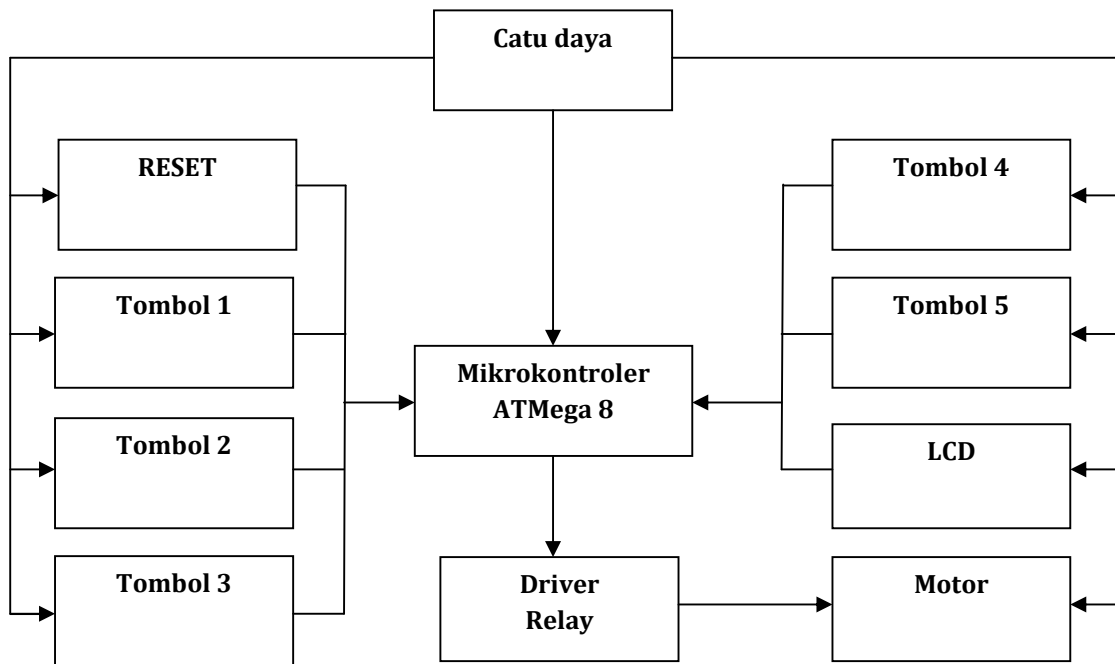 Catu daya
RESET
Tombol 4
Tombol 1
Tombol 5
Mikrokontroler
ATMega 8
Tombol 2
LCD
Tombol 3
Driver
Relay
Motor